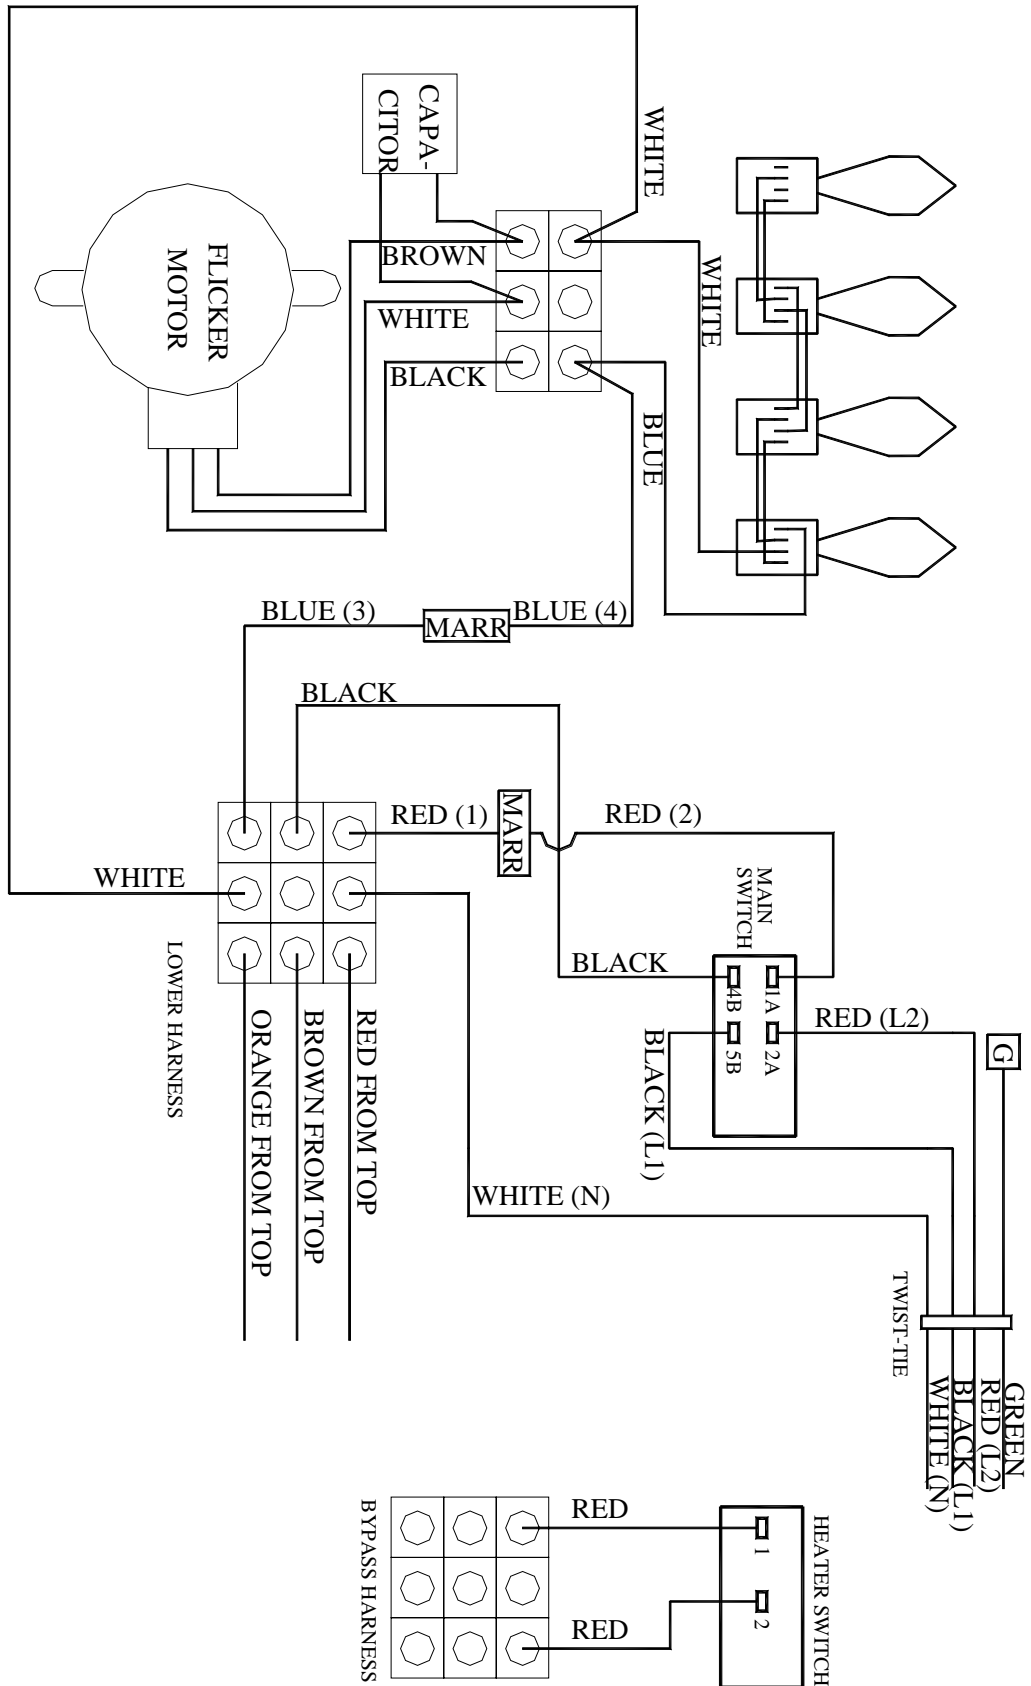 WHITE
CAPA-
CITOR
BROWN
FLICKER
MOTOR
WHITE
WHITE
BLACK
BLUE
BLUE (3)
MARR
BLUE (4)
BLACK
RED (1)
MARR
RED (2)
WHITE
MAIN
SWITCH
LOWER HARNESS
BLACK
1A
4B
2A
5B
RED (L2)
G
ORANGE FROM TOP
BROWN FROM TOP
RED FROM TOP
BLACK (L1)
WHITE (N)
TWIST-TIE
GREEN
RED (L2)
BLACK (L1)
WHITE (N)
BYPASS HARNESS
RED
RED
1
2
HEATER SWITCH